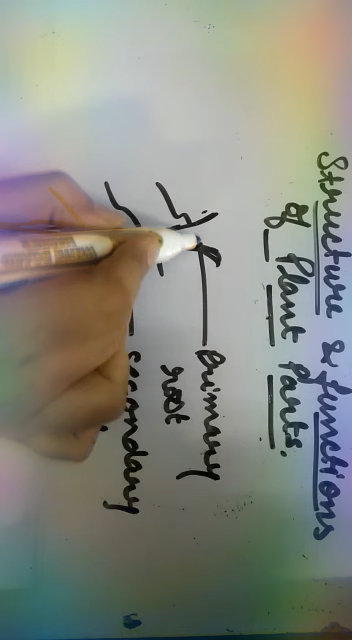 Structure & functions
of Plant Parts.
Primary
root
Secondary